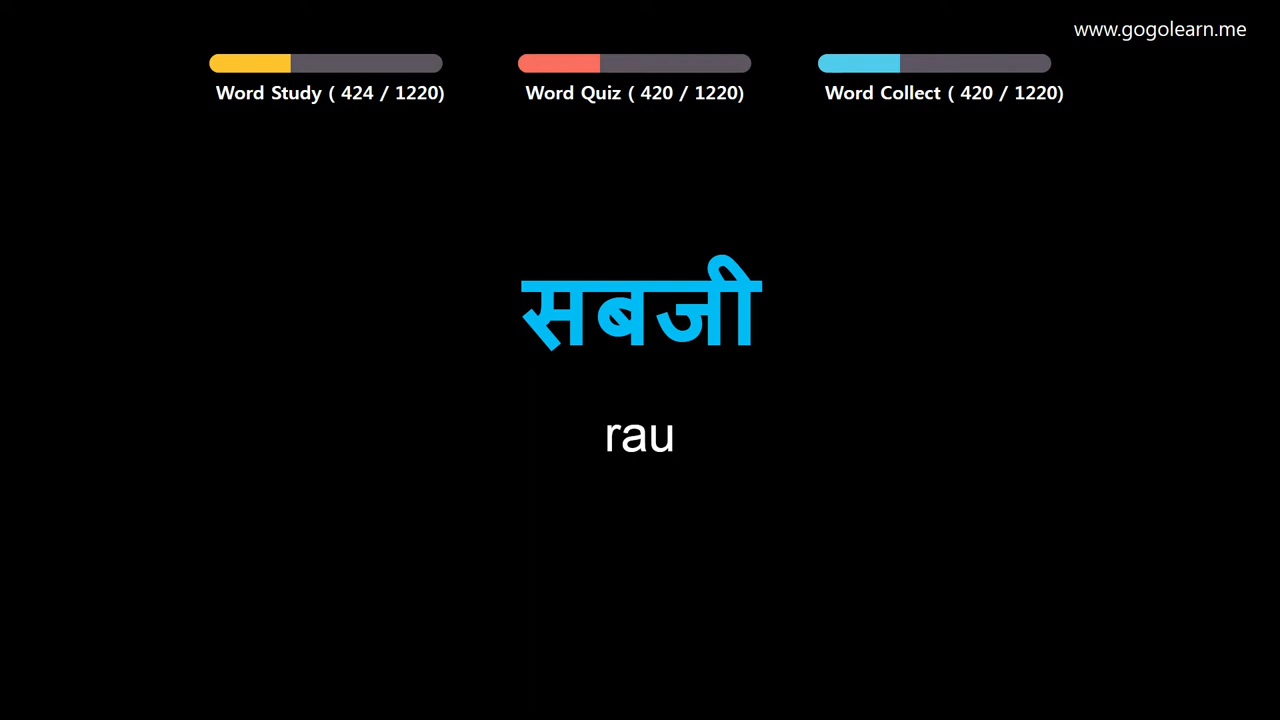 www.gogolearn.me
Word Study ( 424 / 1220)
Word Quiz ( 420 / 1220)
Word Collect ( 420 / 1220)
सबजी
rau